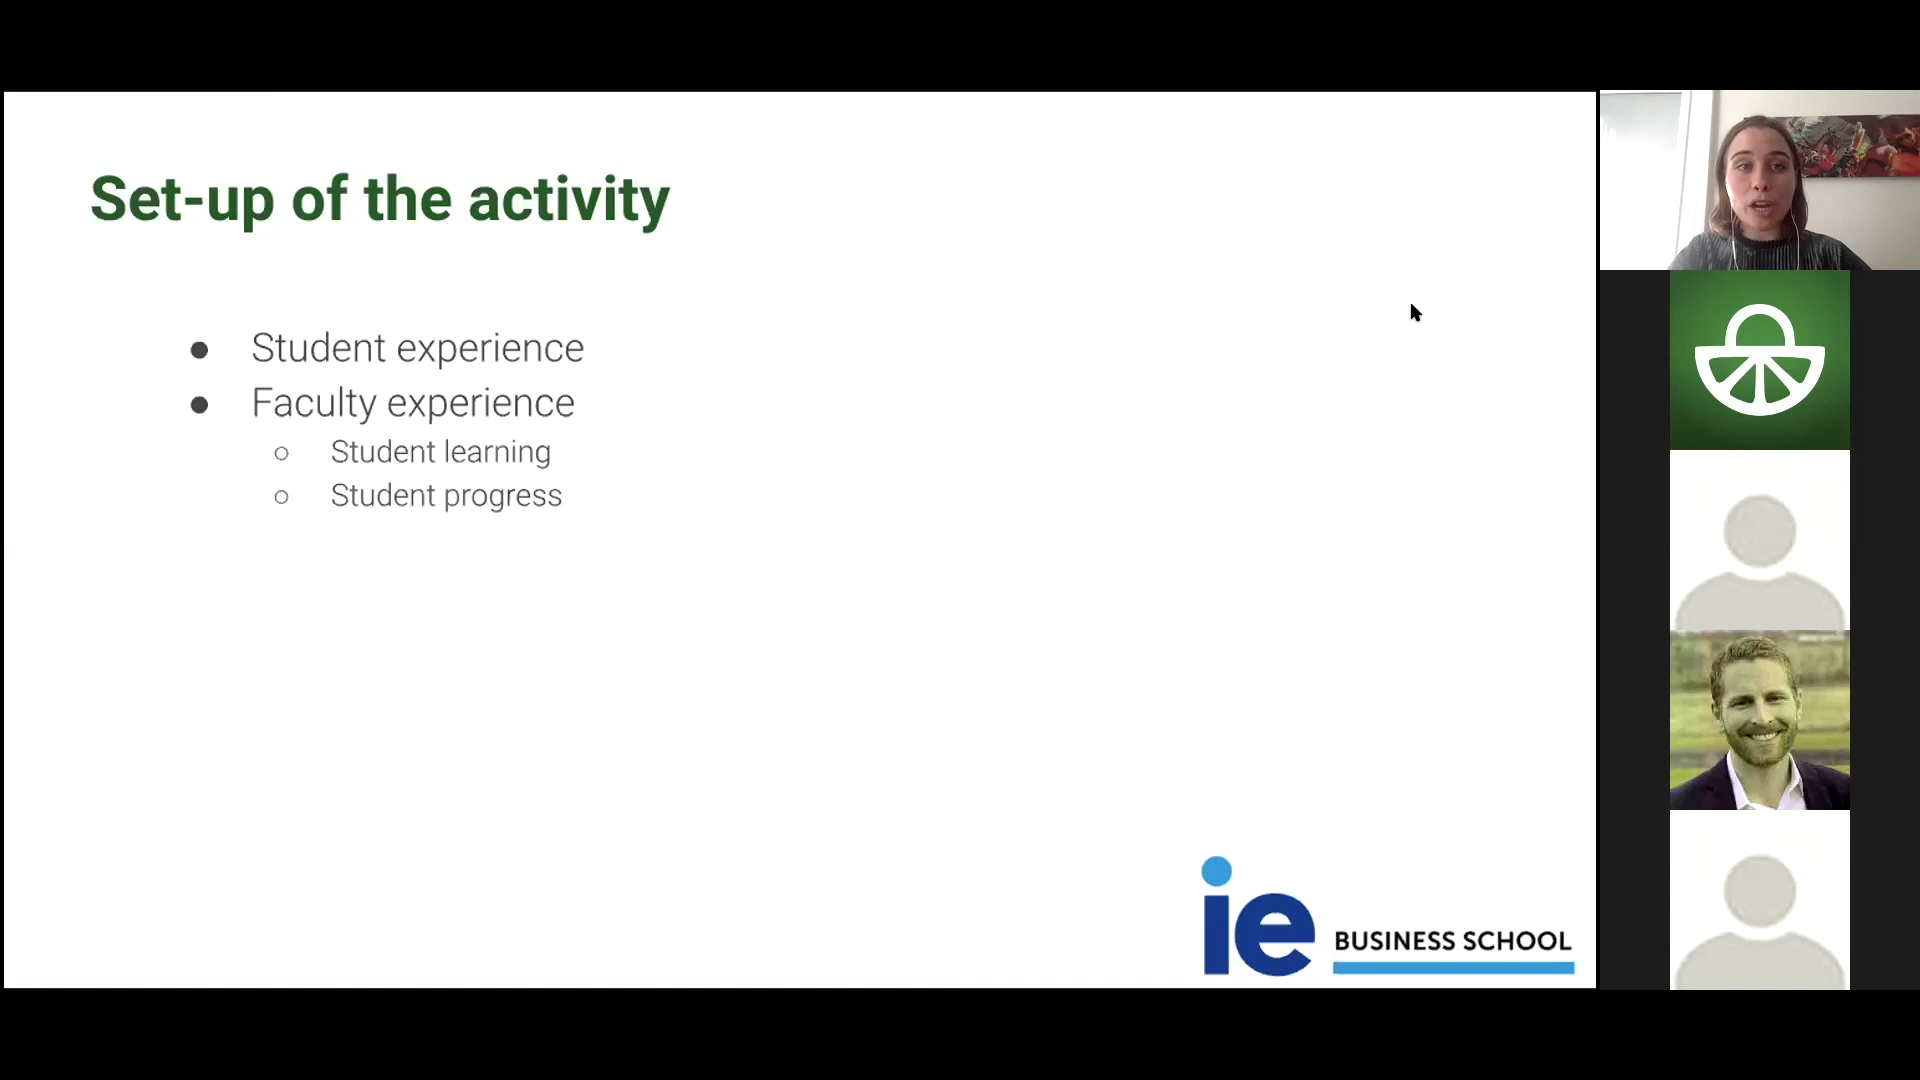 Set-up of the activity
● Student experience
● Faculty experience
○ Student learning
○ Student progress
ie BUSINESS SCHOOL